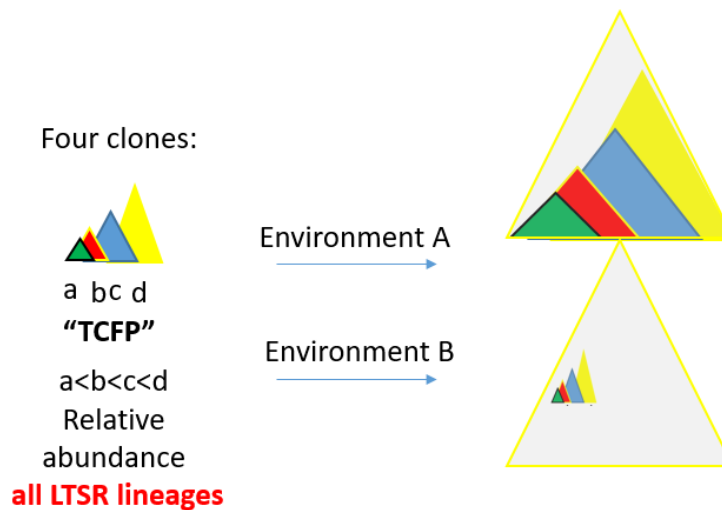 Four clones:
a bc d
“TCFP”
a<b<c<d
Relative
abundance
all LTSR lineages
Environment A
Environment B